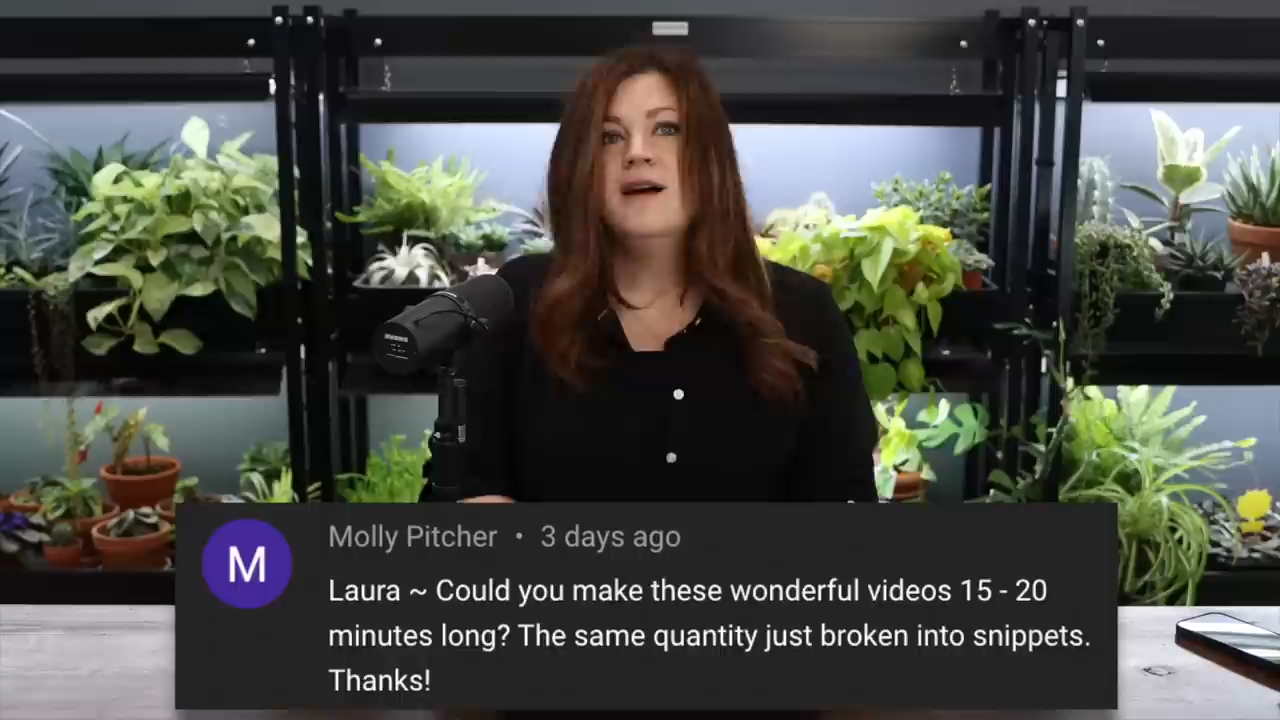 M
Molly Pitcher • 3 days ago
Laura ~ Could you make these wonderful videos 15 - 20
minutes long? The same quantity just broken into snippets.
Thanks!